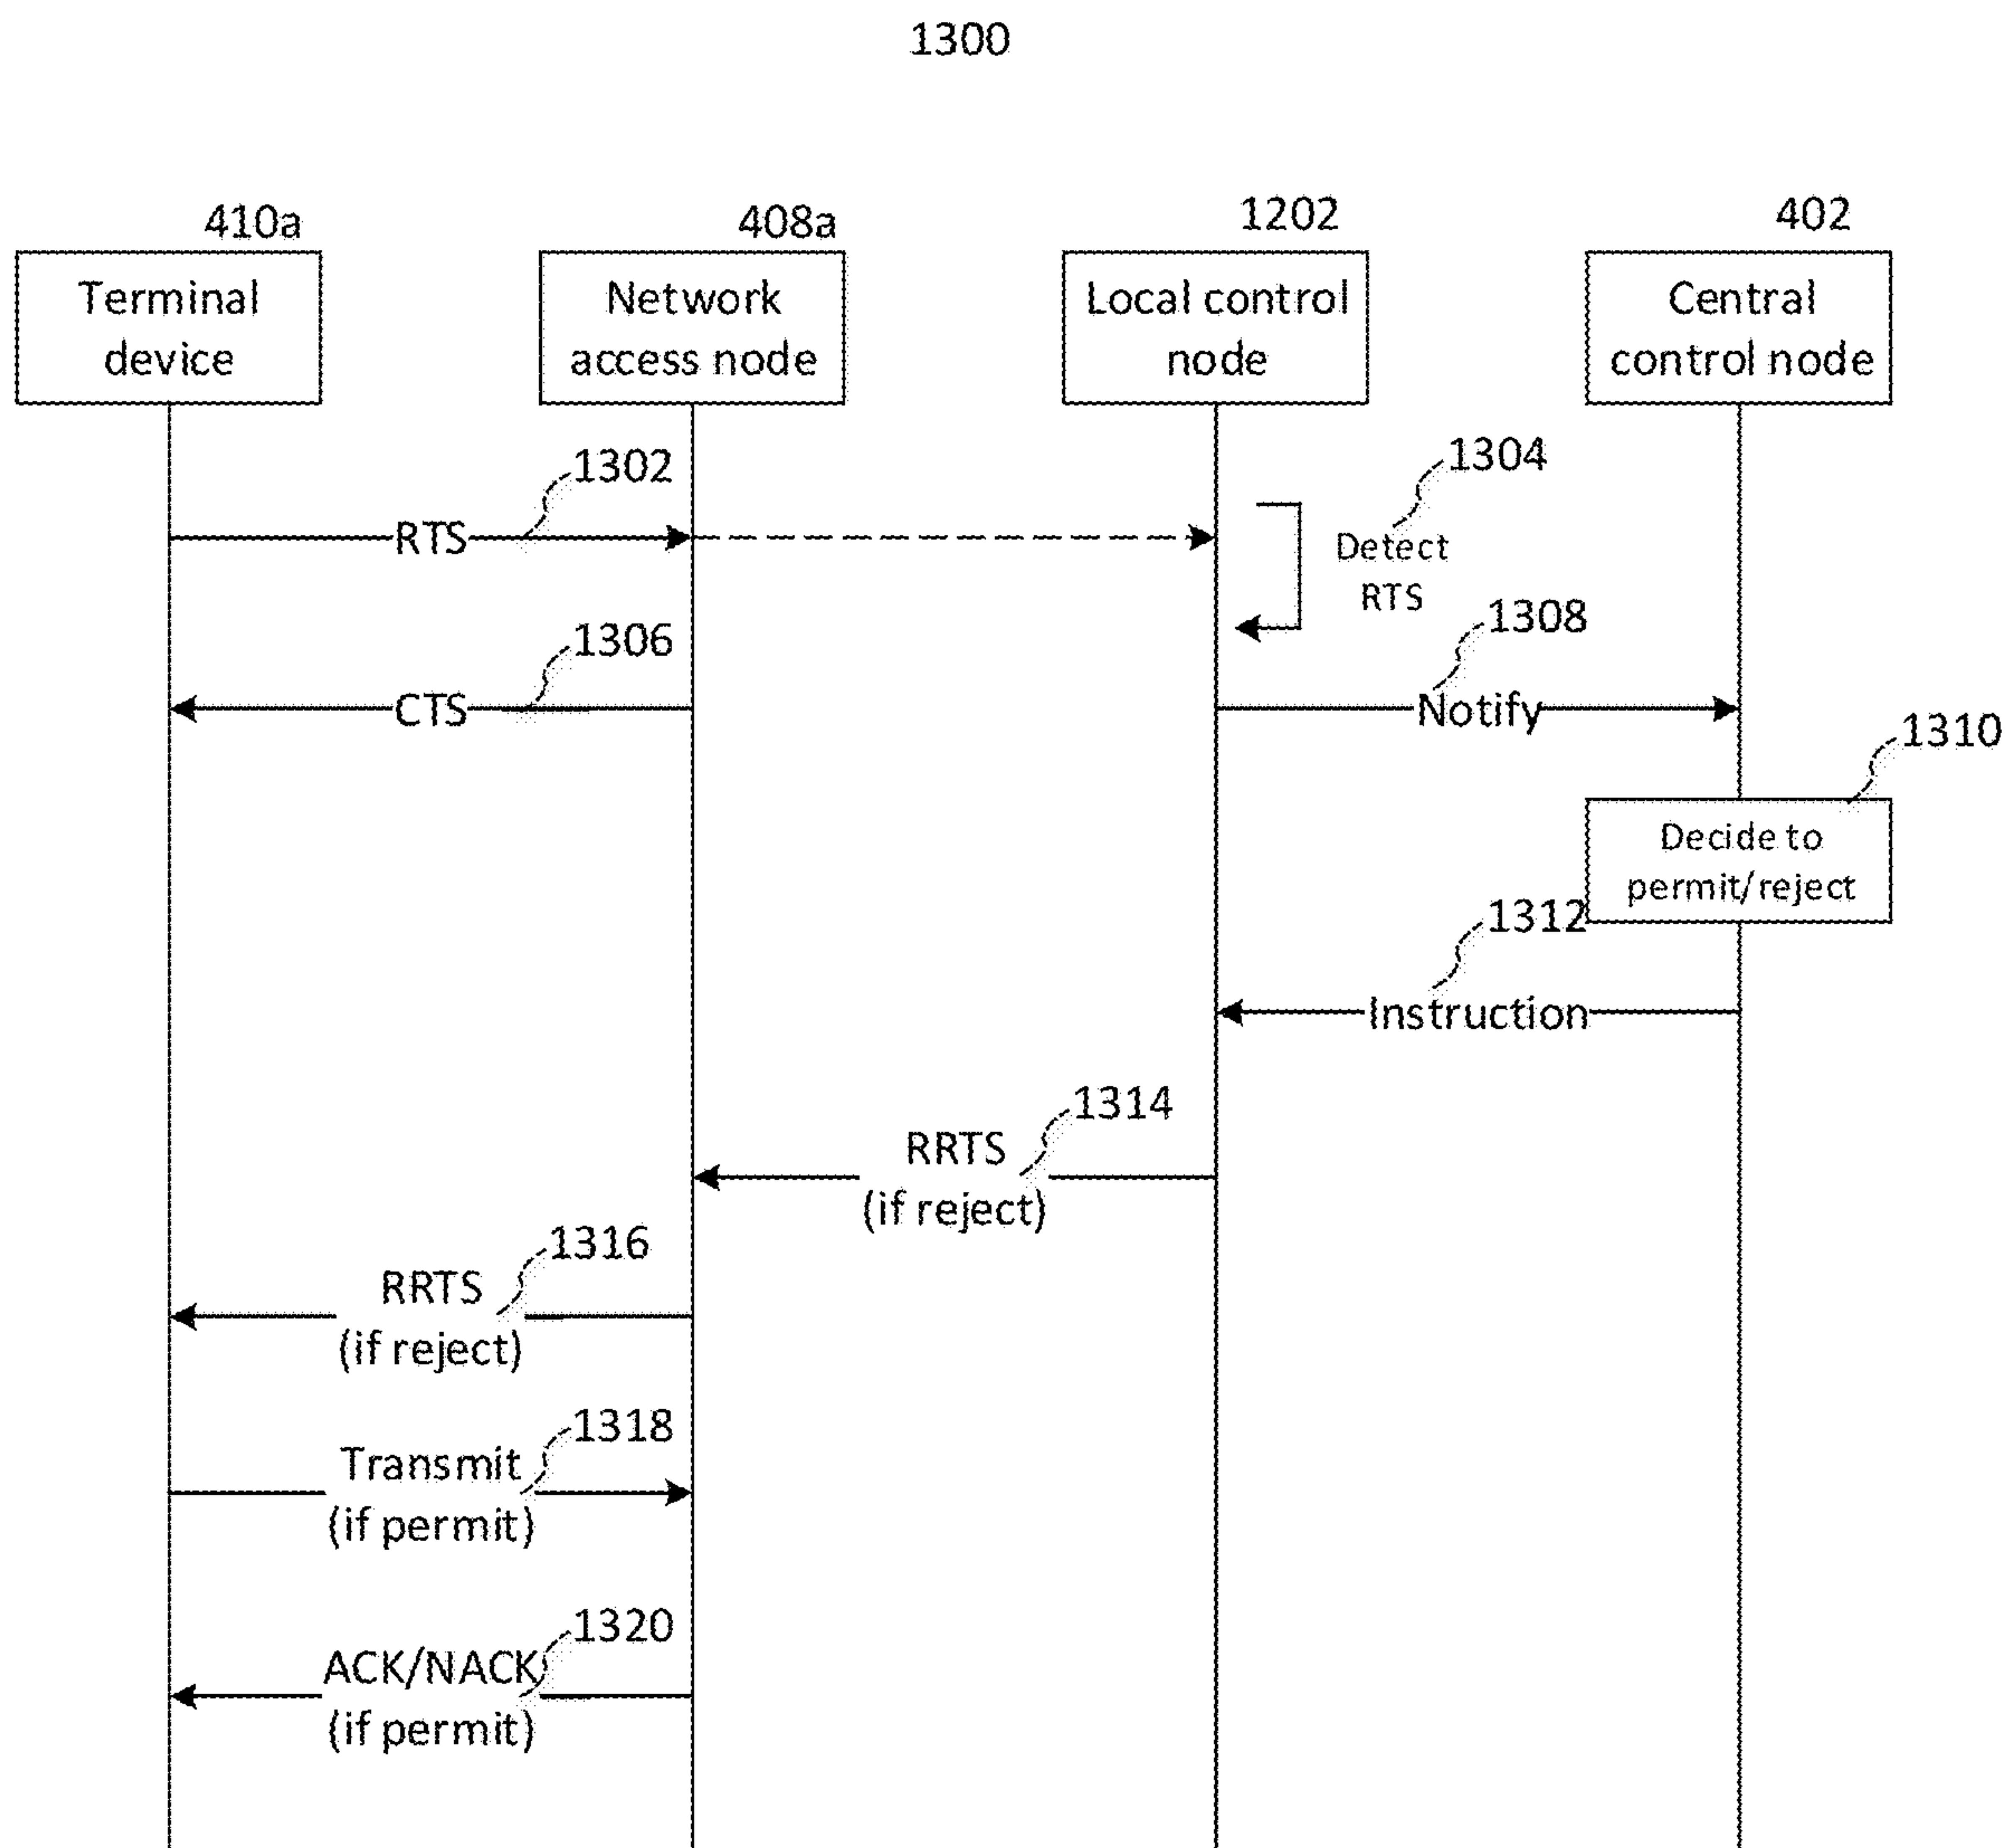 1300
410a
408a
1202
402
Terminal
device
Network
access node
Local control
node
Central
control node
1302
1304
RTS
Detect
RTS
1306
1308
CTS
Notify
1310
Decide to
permit/reject
1312
Instruction
1314
RRTS
(if reject)
1316
RRTS
(if reject)
1318
Transmit
(if permit)
1320
ACK/NACK
(if permit)